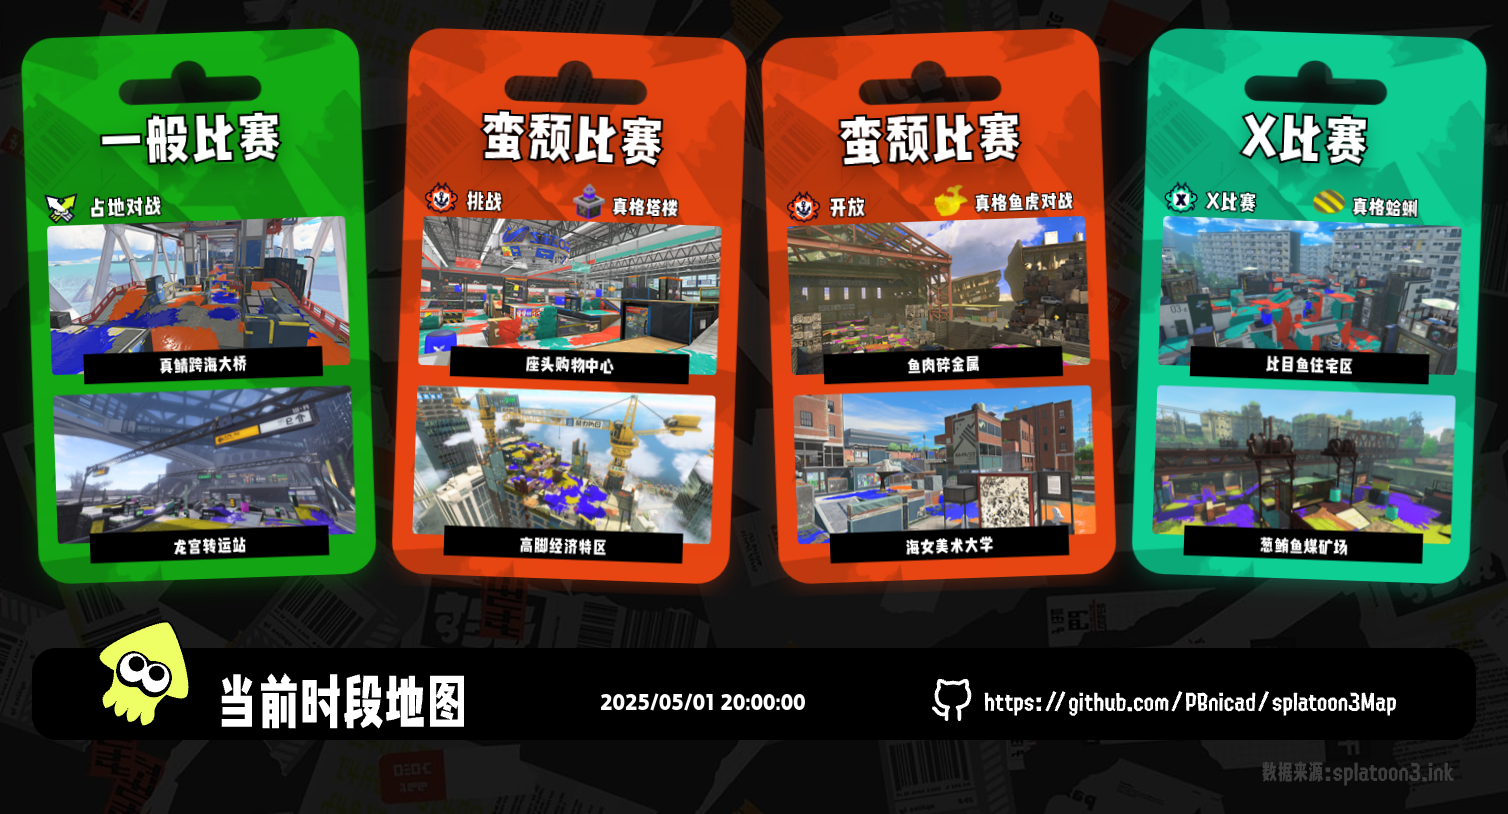 一般比赛
占地对战
真鲷跨海大桥
龙宫转运站
蛮颓比赛
挑战
真格塔楼
座头购物中心
高脚经济特区
蛮颓比赛
开放
真格鱼虎对战
鱼肉碎金属
海女美术大学
X比赛
X比赛
真格蛤蜊
比目鱼住宅区
葱鲔鱼煤矿场
当前时段地图
2025/05/01 20:00:00
https://github.com/PBnicad/splatoon3Map
数据来源:splatoon3.ink